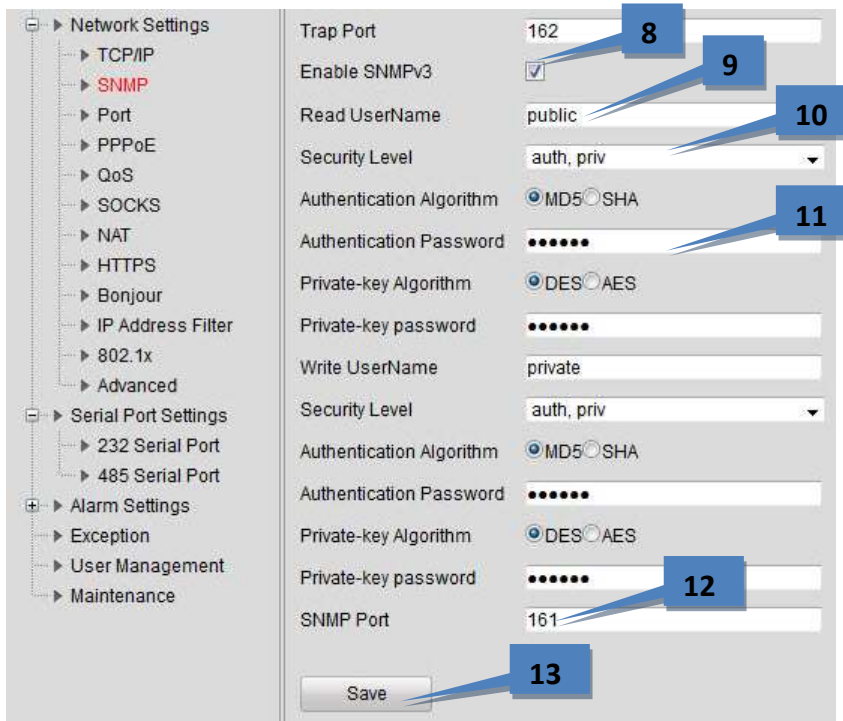 Network Settings
TCP/IP
SNMP
Port
PPPoE
QoS
SOCKS
NAT
HTTPS
Bonjour
IP Address Filter
802.1x
Advanced
Serial Port Settings
232 Serial Port
485 Serial Port
Alarm Settings
Exception
User Management
Maintenance
Trap Port 162
8
Enable SNMPv3
9
Read UserName public
10
Security Level auth, priv
Authentication Algorithm MD5 SHA
11
Authentication Password ●●●●●●
Private-key Algorithm DES AES
Private-key password ●●●●●●
Write UserName private
Security Level auth, priv
Authentication Algorithm MD5 SHA
Authentication Password ●●●●●●
Private-key Algorithm DES AES
Private-key password ●●●●●●
12
SNMP Port 161
13
Save